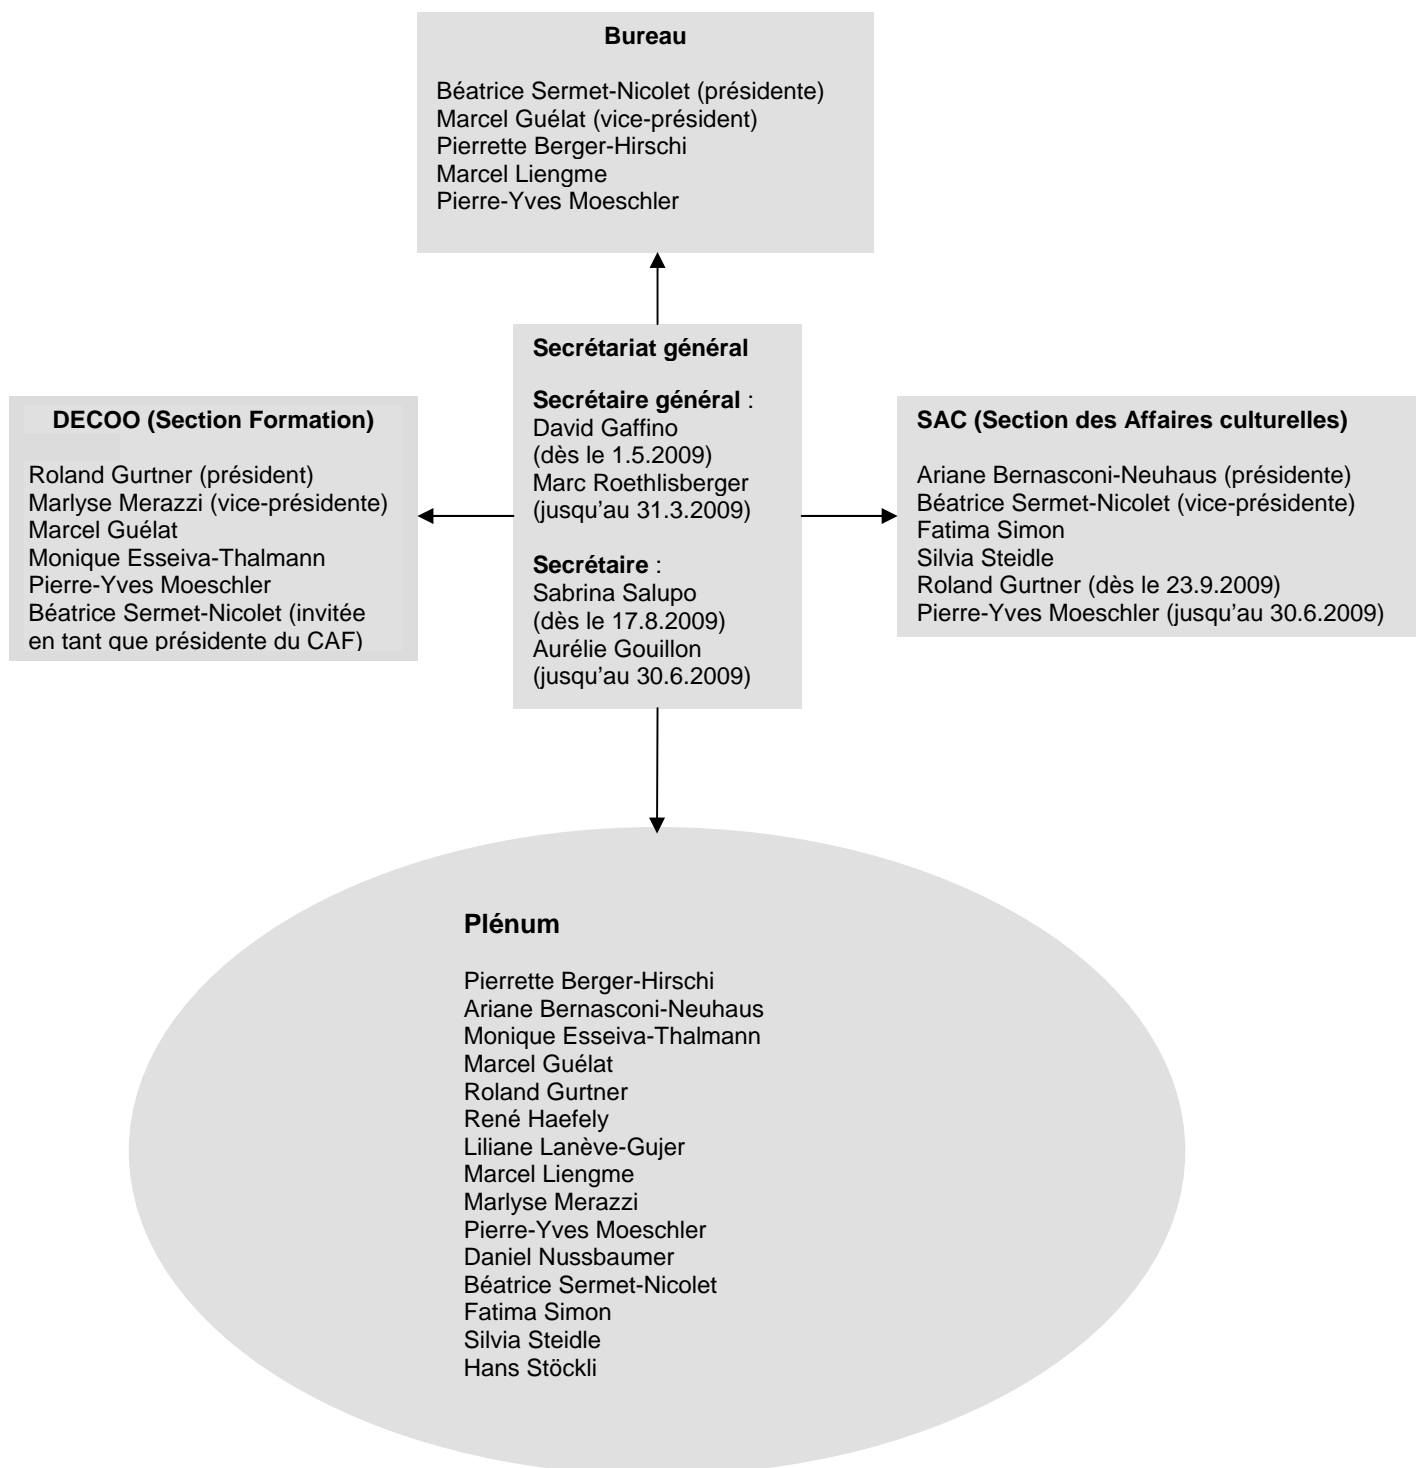 Bureau
Béatrice Sermet-Nicolet (présidente)
Marcel Guélat (vice-président)
Pierrette Berger-Hirschi
Marcel Liengme
Pierre-Yves Moeschler
Secrétariat général
Secrétaire général :
David Gaffino
(dès le 1.5.2009)
Marc Roethlisberger
(jusqu'au 31.3.2009)
Secrétaire :
Sabrina Salupo
(dès le 17.8.2009)
Aurélie Gouillon
(jusqu'au 30.6.2009)
DECOO (Section Formation)
Roland Gurtner (président)
Marlyse Merazzi (vice-présidente)
Marcel Guélat
Monique Esseiva-Thalmann
Pierre-Yves Moeschler
Béatrice Sermet-Nicolet (invitée
en tant que présidente du CAF)
SAC (Section des Affaires culturelles)
Ariane Bernasconi-Neuhaus (présidente)
Béatrice Sermet-Nicolet (vice-présidente)
Fatima Simon
Silvia Steidle
Roland Gurtner (dès le 23.9.2009)
Pierre-Yves Moeschler (jusqu'au 30.6.2009)
Plénum
Pierrette Berger-Hirschi
Ariane Bernasconi-Neuhaus
Monique Esseiva-Thalmann
Marcel Guélat
Roland Gurtner
René Haefely
Liliane Lanève-Gujer
Marcel Liengme
Marlyse Merazzi
Pierre-Yves Moeschler
Daniel Nussbaumer
Béatrice Sermet-Nicolet
Fatima Simon
Silvia Steidle
Hans Stöckli